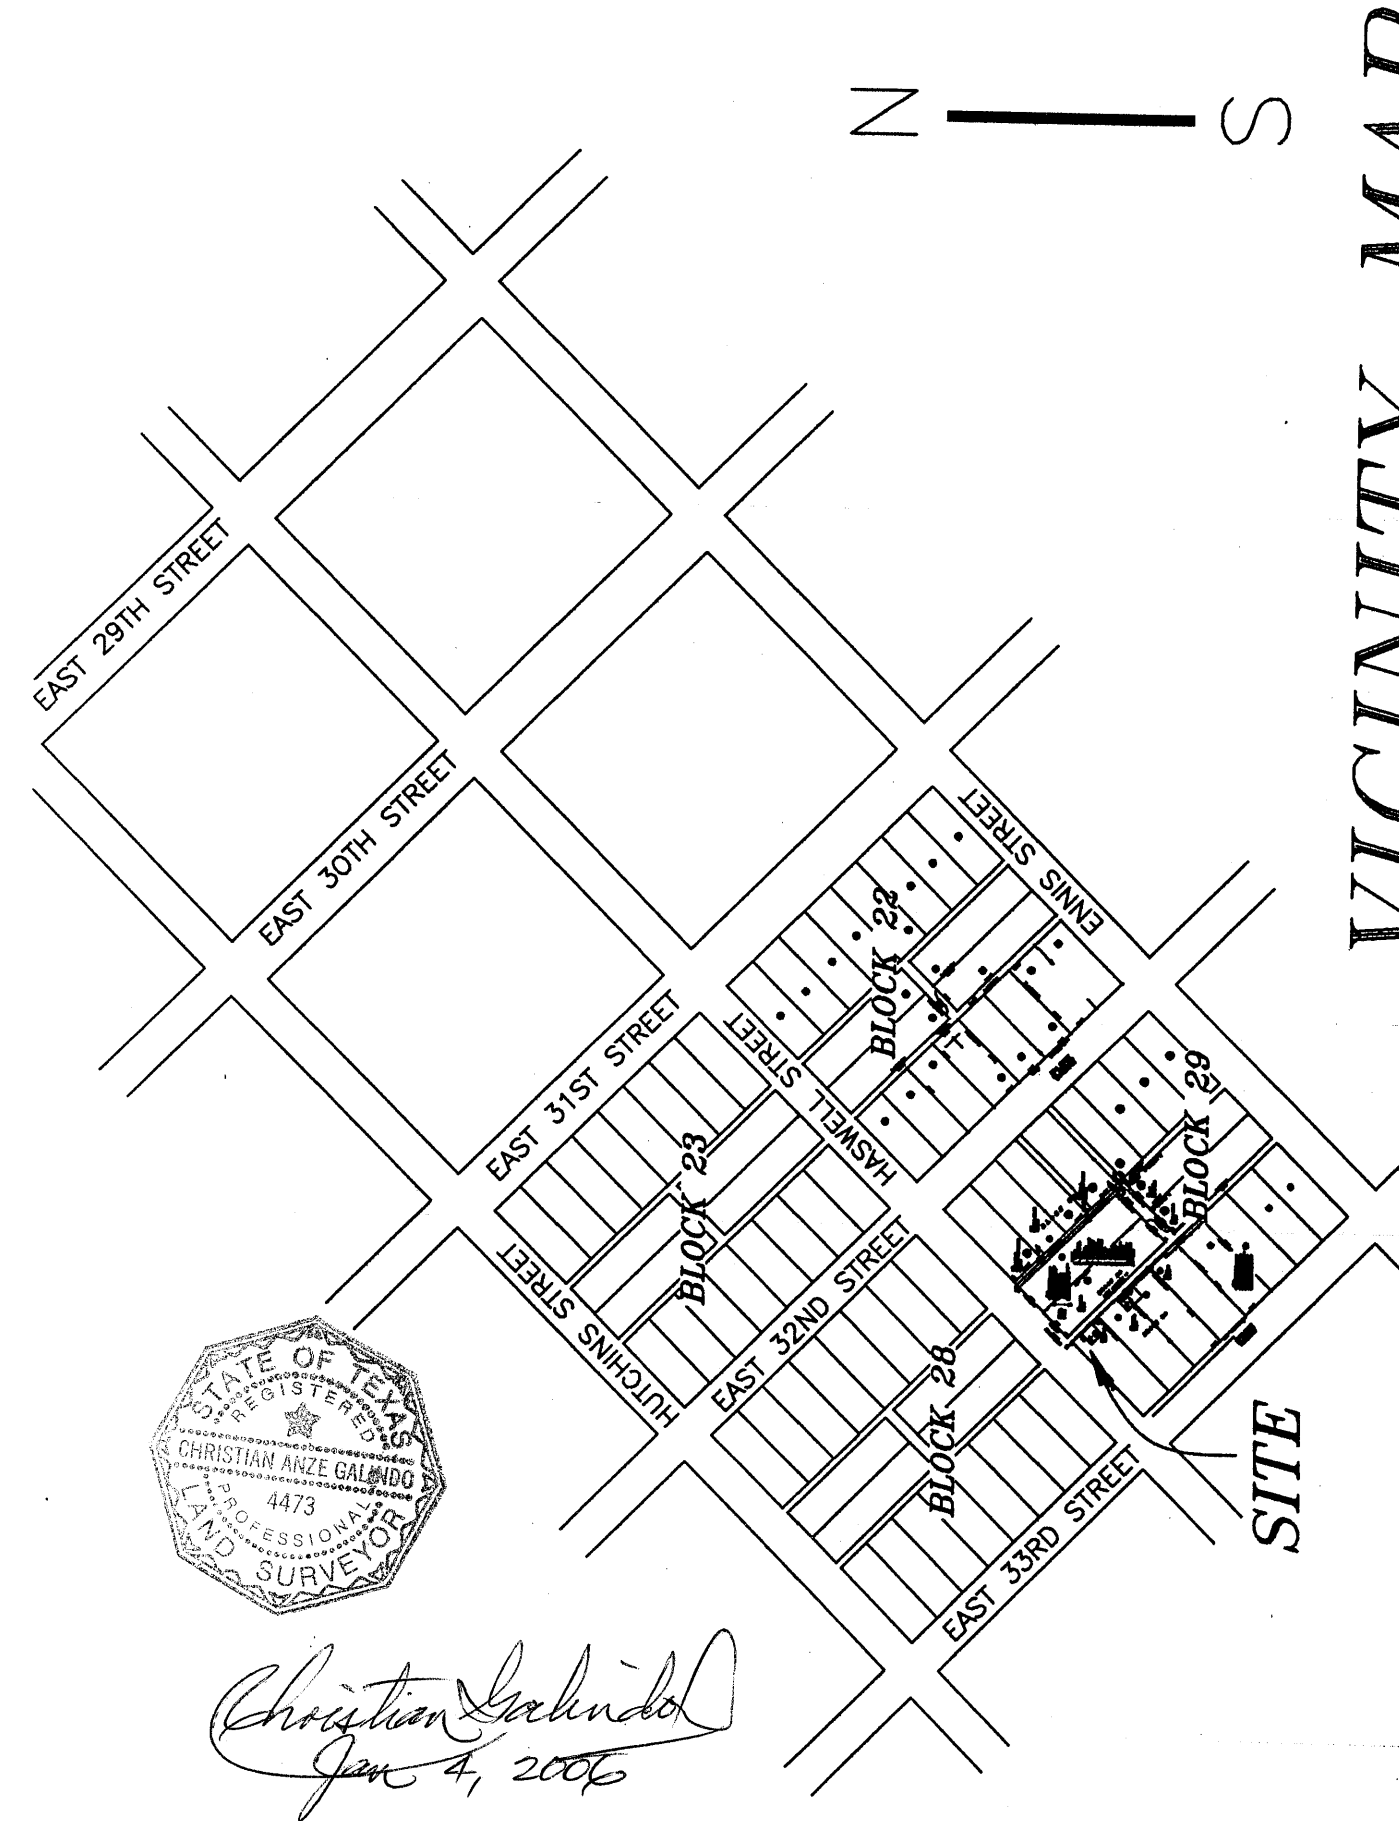 VICINITY MAP
N
S
EAST 29TH STREET
EAST 30TH STREET
EAST 31ST STREET
EAST 32ND STREET
EAST 33RD STREET
HUTCHINS STREET
HASWELL STREET
ENNIS STREET
BLOCK 22
BLOCK 23
BLOCK 28
BLOCK 29
SITE
STATE OF TEXAS
REGISTERED
CHRISTIAN ANZE GALINDO
4473
PROFESSIONAL
LAND SURVEYOR
Christian Galindo
Jan 4, 2006